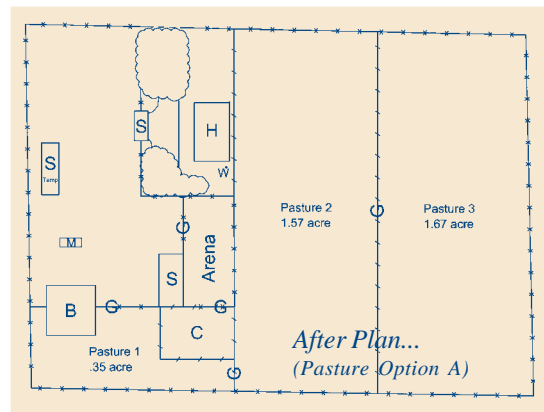 S
H
W
S
Temp
G
Pasture 2
1.57 acre
G
Pasture 3
1.67 acre
Arena
M
S
B
G
G
C
After Plan...
(Pasture Option A)
Pasture 1
.35 acre
G